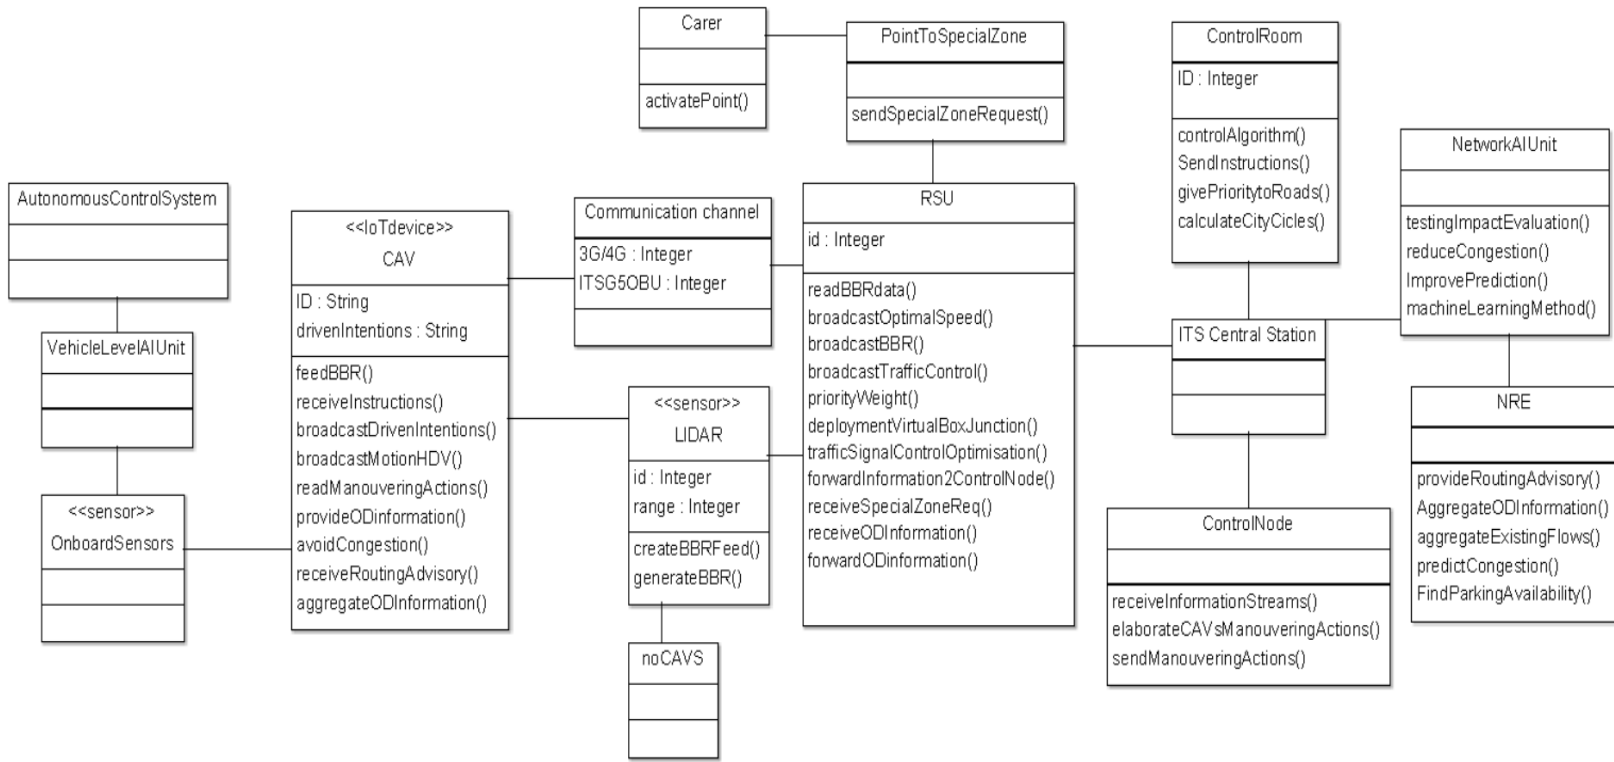 Carer
activatePoint()
PointToSpecialZone
sendSpecialZoneRequest()
ControlRoom
ID : Integer
controlAlgorithm()
SendInstructions()
givePrioritytoRoads()
calculateCityCicles()
NetworkAIUnit
testingImpactEvaluation()
reduceCongestion()
ImprovePrediction()
machineLearningMethod()
AutonomousControlSystem
VehicleLevelAIUnit
<<sensor>>
OnboardSensors
<<IoTdevice>>
CAV
ID : String
drivenIntentions : String
feedBBR()
receiveInstructions()
broadcastDrivenIntentions()
broadcastMotionHDV()
readManouveringActions()
provideODinformation()
avoidCongestion()
receiveRoutingAdvisory()
aggregateODInformation()
Communication channel
3G/4G : Integer
ITSG5OBU : Integer
<<sensor>>
LIDAR
id : Integer
range : Integer
createBBRFeed()
generateBBR()
noCAVS
RSU
id : Integer
readBBRdata()
broadcastOptimalSpeed()
broadcastBBR()
broadcastTrafficControl()
priorityWeight()
deploymentVirtualBoxJunction()
trafficSignalControlOptimisation()
forwardInformation2ControlNode()
receiveSpecialZoneReq()
receiveODInformation()
forwardODinformation()
ITS Central Station
ControlNode
receiveInformationStreams()
elaborateCAVsManouveringActions()
sendManouveringActions()
NRE
provideRoutingAdvisory()
AggregateODInformation()
aggregateExistingFlows()
predictCongestion()
FindParkingAvailability()